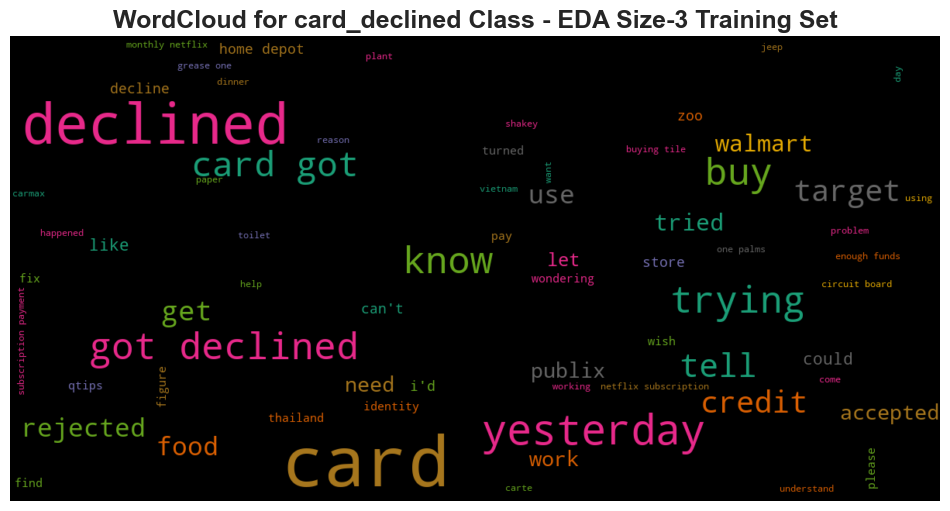 WordCloud for card_declined Class - EDA Size-3 Training Set
monthly netflix
home depot
jeep
plant
grease one
day
decline
dinner
declined
zoo
shakey
reason
walmart
card got
turned
buying tile
buy
want
paper
carmax
vietnam
use
target
using
tried
happened
like
toilet
pay
problem
one palms
know
let
store
enough funds
fix
help
wondering
circuit board
subscription payment
get
can't
trying
got declined
wish
publix
tell
could
qtips
figure
need
i'd
working
netflix subscription
come
identity
credit
accepted
rejected
thailand
food
card
yesterday
work
please
find
carte
understand